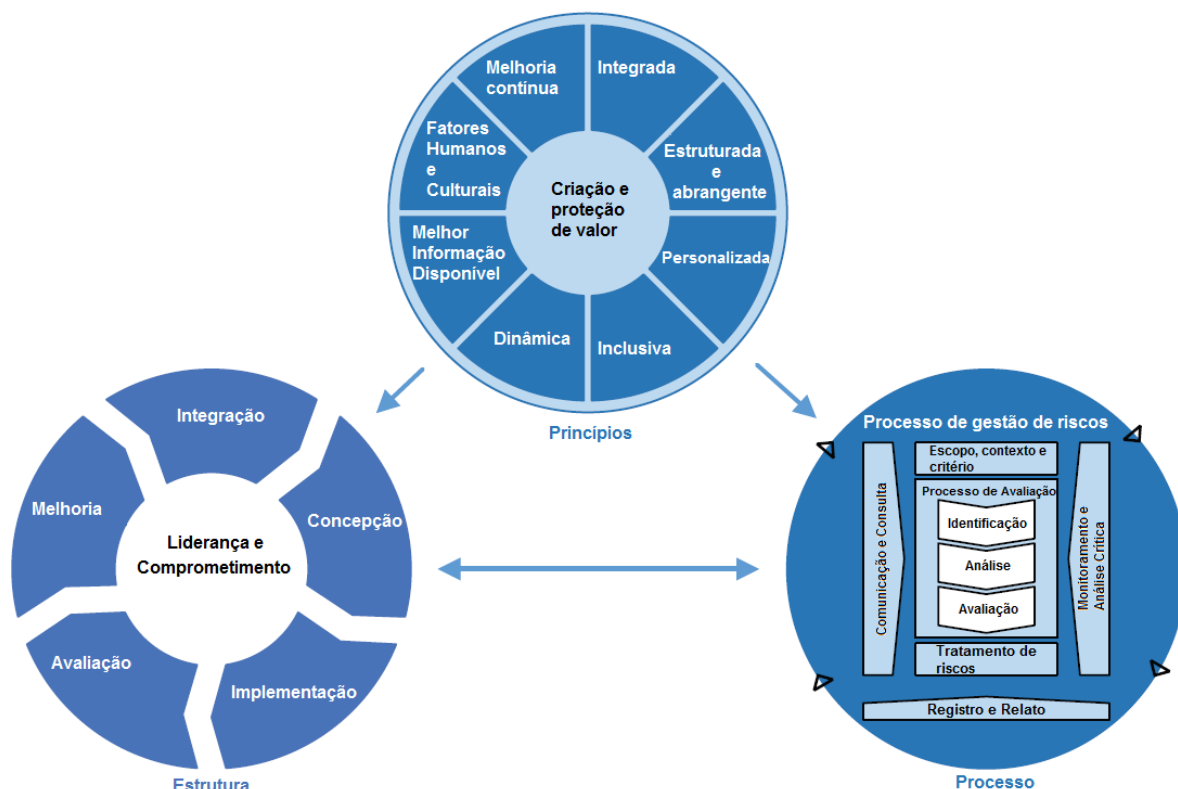 Melhoria
contínua
Integrada
Fatores
Humanos
e
Culturais
Estruturada
e
abrangente
Criação e
proteção
de valor
Melhor
Informação
Disponível
Personalizada
Dinâmica
Inclusiva
Princípios
Integração
Melhoria
Concepção
Liderança e
Comprometimento
Avaliação
Implementação
Estrutura
Processo de gestão de riscos
Escopo, contexto e
critério
Processo de Avaliação
Identificação
Análise
Avaliação
Comunicação e Consulta
Monitoramento e
Análise Crítica
Tratamento de
riscos
Registro e Relato
Processo